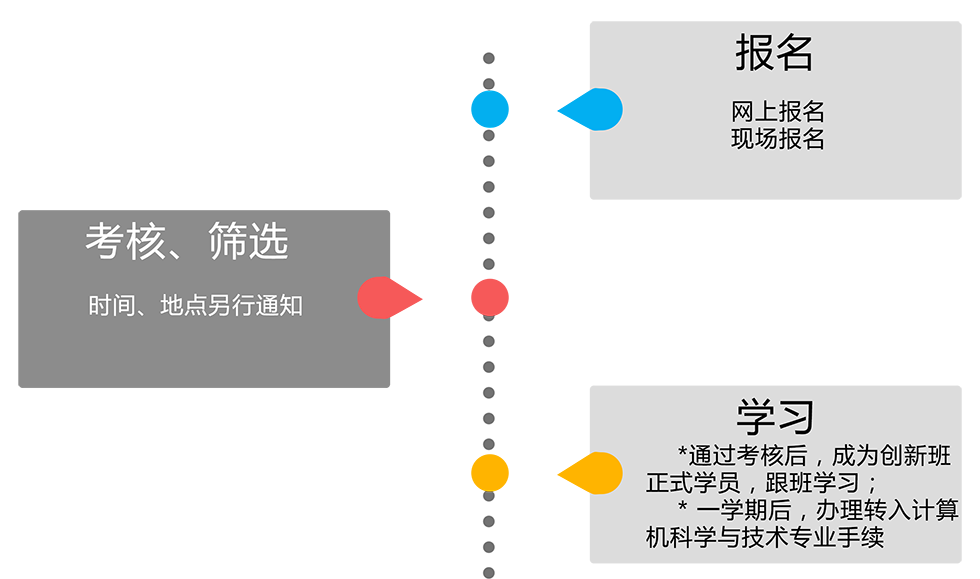 报名
网上报名
现场报名
考核、筛选
时间、地点另行通知
学习
*通过考核后，成为创新班
正式学员，跟班学习；
* 一学期后，办理转入计算
机科学与技术专业手续